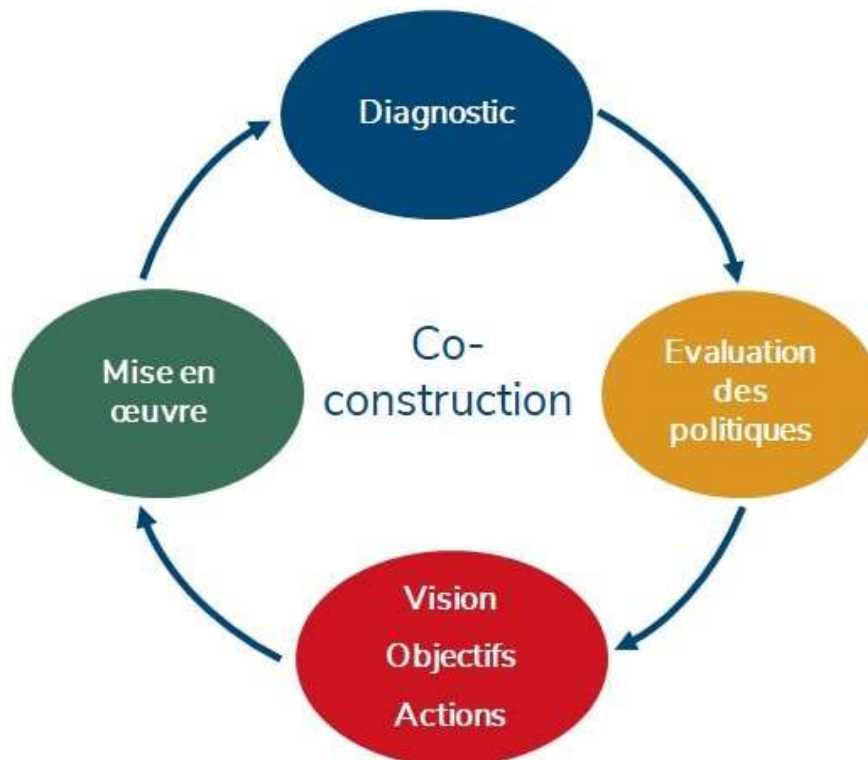 Diagnostic
Evaluation
des
politiques
Co-
construction
Mise en
œuvre
Vision
Objectifs
Actions